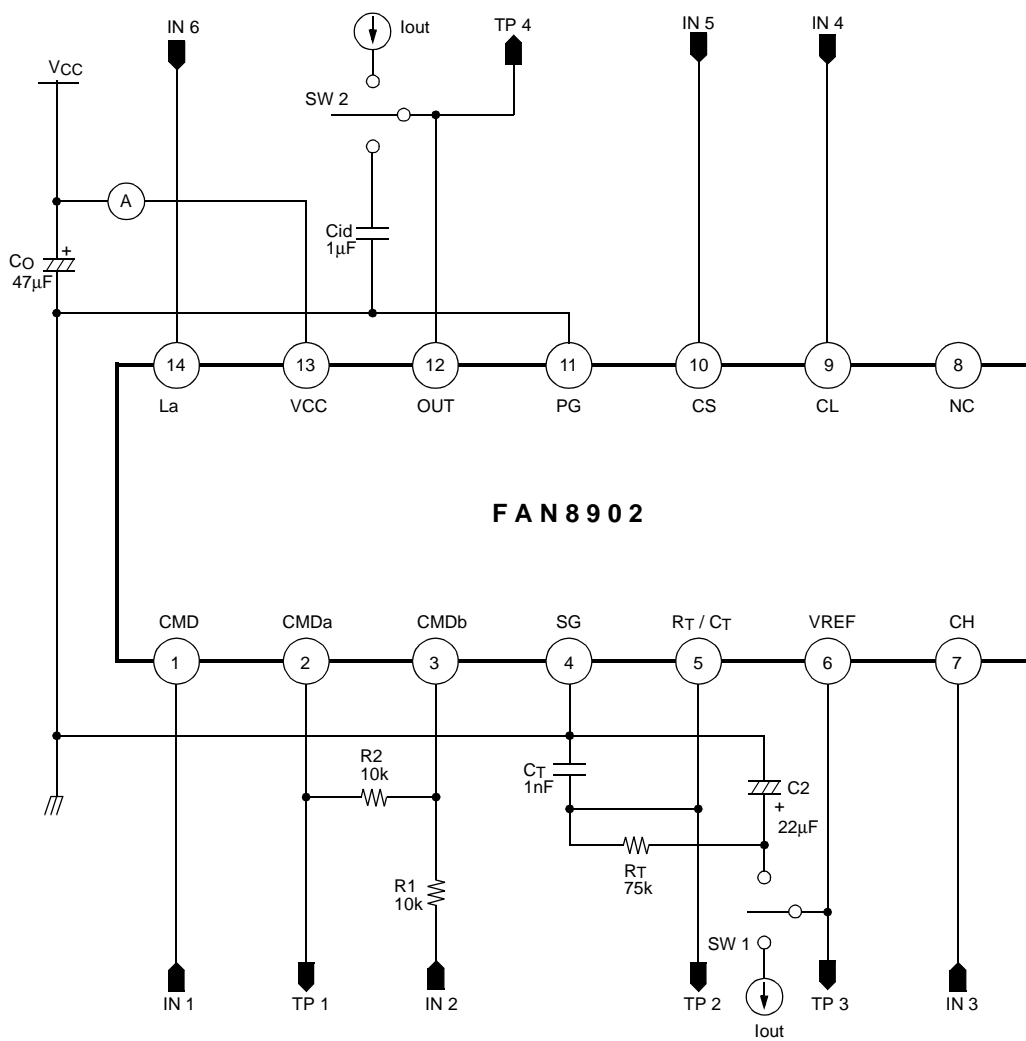 IN 6
Iout
TP 4
IN 5
IN 4
VCC
SW 2
A
Cid
1µF
+
CO
47µF
14
13
12
11
10
9
8
La
VCC
OUT
PG
CS
CL
NC
FAN8902
CMD
CMDa
CMDb
SG
RT / CT
VREF
CH
1
2
3
4
5
6
7
R2
10k
CT
1nF
C2
+
22µF
RT
75k
R1
10k
SW 1
IN 1
TP 1
IN 2
TP 2
TP 3
IN 3
Iout